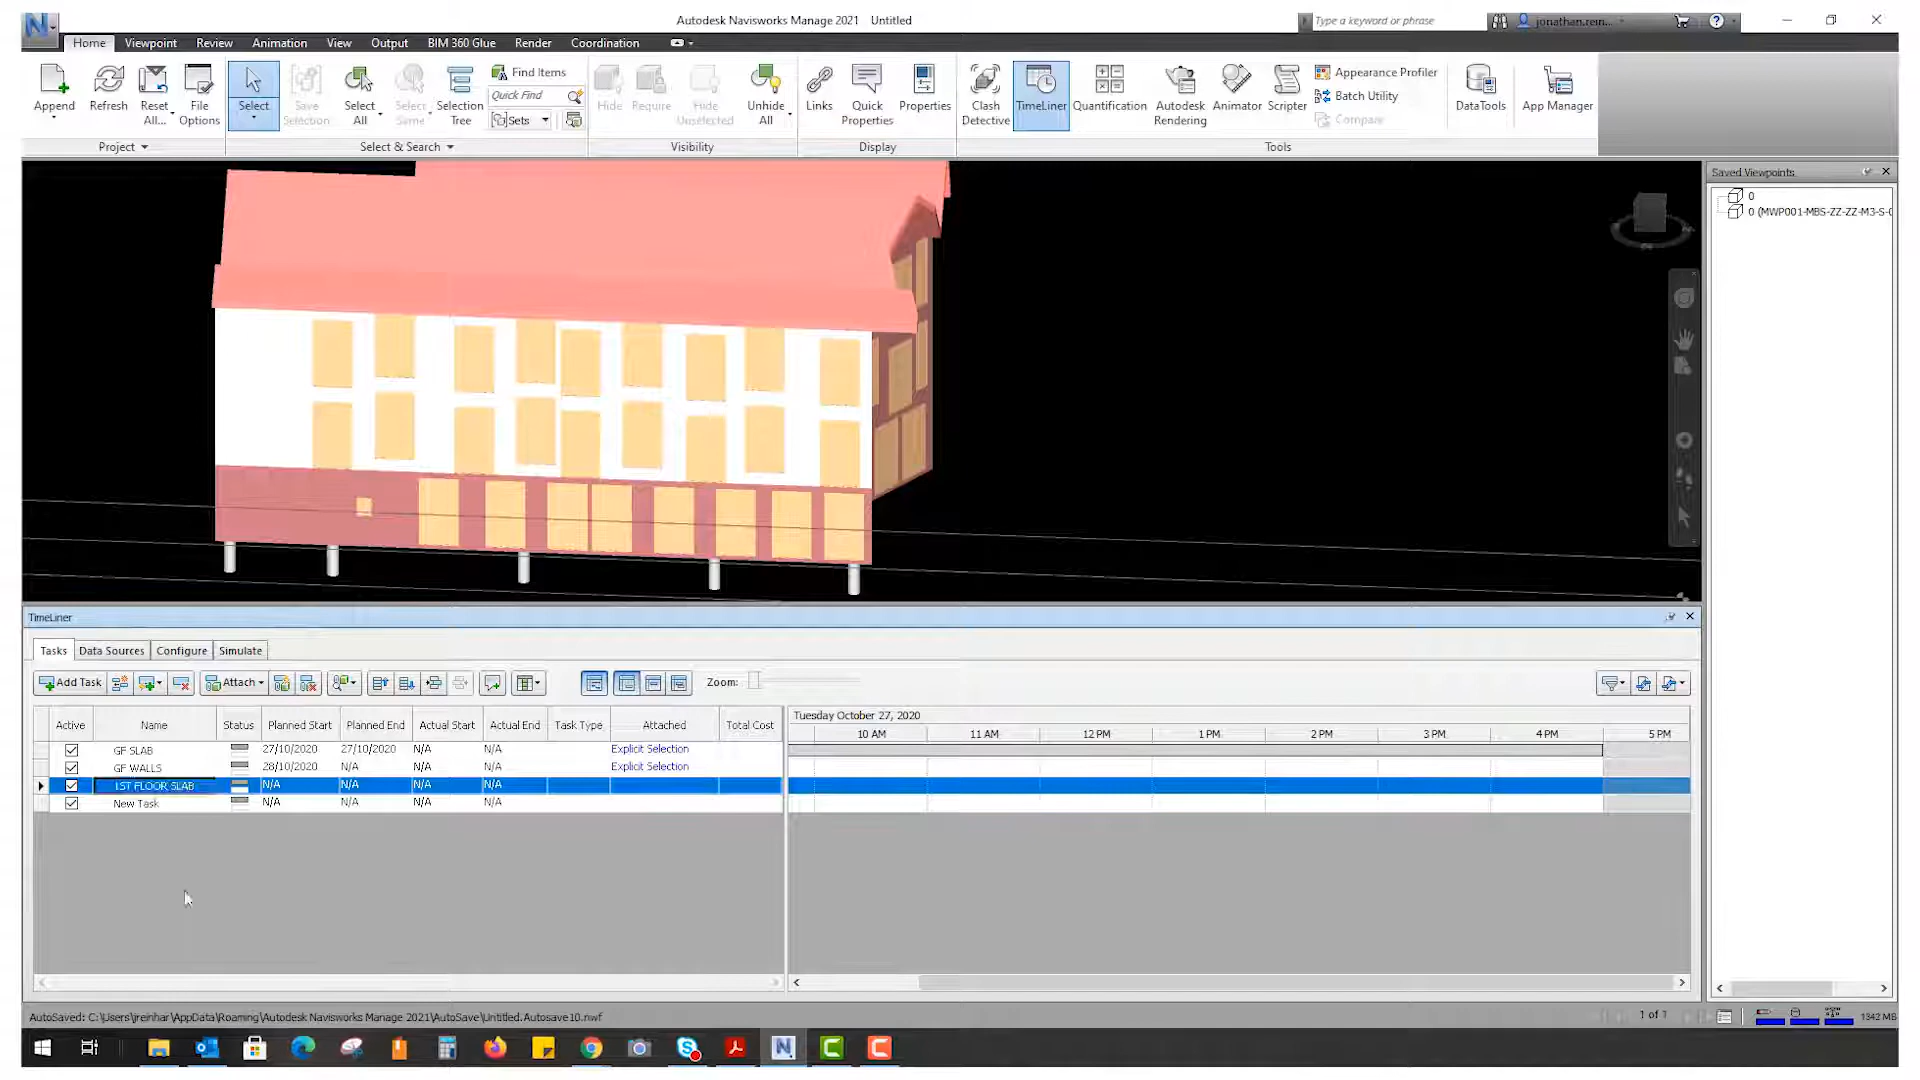 Autodesk Navisworks Manage 2021 Untitled
Type a keyword or phrase
jonathan.rein...
Home Viewpoint Review Animation View Output BIM 360 Glue Render Coordination
Append
Refresh
Reset All...
File Options
Select
Save Selection
Select All
Select Same
Selection Tree
Find Items
Quick Find
Sets
Hide
Require
Hide Unselected
Unhide All
Links
Quick Properties
Properties
Clash Detective
TimeLiner
Quantification
Autodesk Rendering
Animator
Scripter
Appearance Profiler
Batch Utility
Compare
DataTools
App Manager
Project
Select & Search
Visibility
Display
Tools
Saved Viewpoints
0
0 (MWP001-MBS-ZZ-ZZ-M3-S-0
TimeLiner
Tasks Data Sources Configure Simulate
Add Task
Attach
Zoom:
Active Name Status Planned Start Planned End Actual Start Actual End Task Type Attached Total Cost
GF SLAB 27/10/2020 27/10/2020 N/A N/A Explicit Selection
GF WALLS 28/10/2020 N/A N/A N/A Explicit Selection
1ST FLOOR SLAB N/A N/A N/A N/A
New Task N/A N/A N/A N/A
Tuesday October 27, 2020
10 AM 11 AM 12 PM 1 PM 2 PM 3 PM 4 PM 5 PM
AutoSaved: C:\Users\jreinhar\AppData\Roaming\Autodesk Navisworks Manage 2021\AutoSave\Untitled.Autosave10.nwf
1 of 1
1342 MB